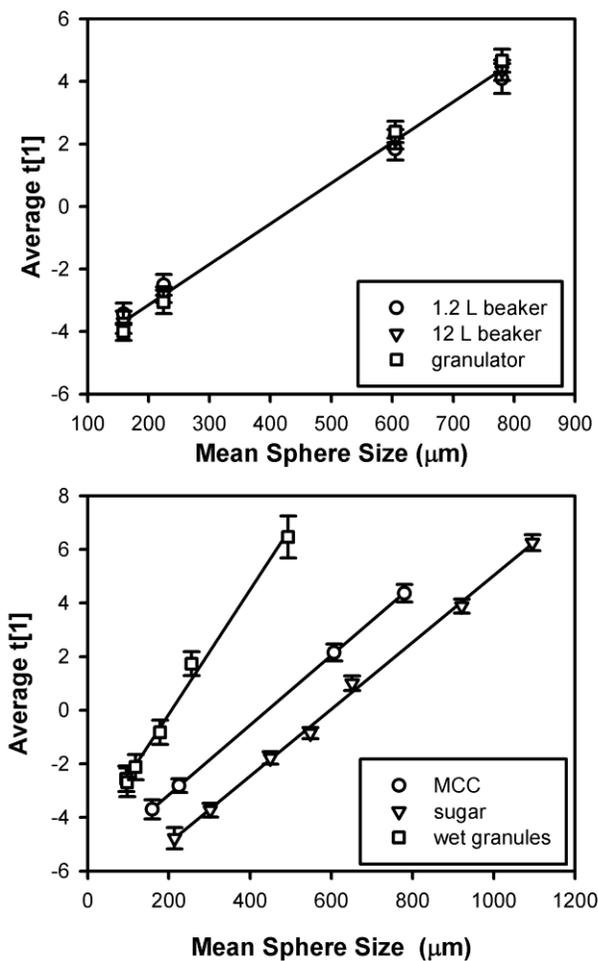 6
4
2
0
-2
-4
-6
Average t[1]
1.2 L beaker
12 L beaker
granulator
100 200 300 400 500 600 700 800 900
Mean Sphere Size (μm)
8
6
4
2
0
-2
-4
-6
Average t[1]
MCC
sugar
wet granules
0 200 400 600 800 1000 1200
Mean Sphere Size (μm)